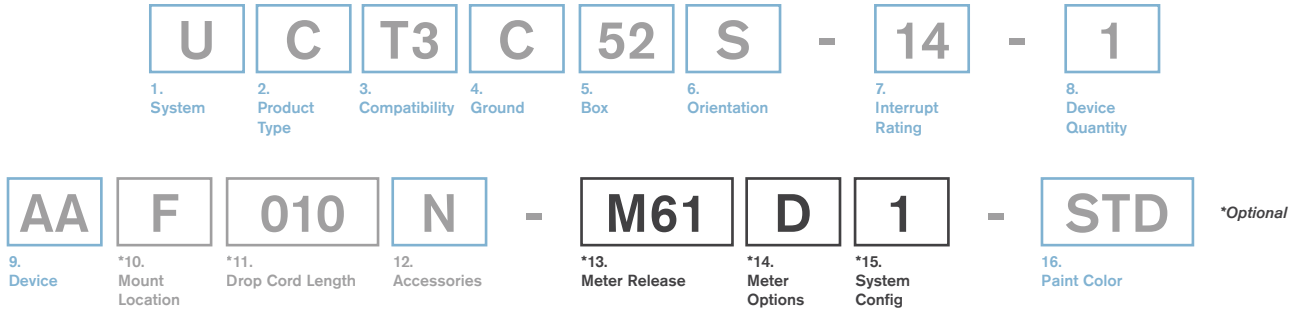 U C T3 C 52 S - 14 - 1
1. System
2. Product Type
3. Compatibility
4. Ground
5. Box
6. Orientation
7. Interrupt Rating
8. Device Quantity
AA F 010 N - M61 D 1 - STD *Optional
9. Device
*10. Mount Location
*11. Drop Cord Length
12. Accessories
*13. Meter Release
*14. Meter Options
*15. System Config
16. Paint Color